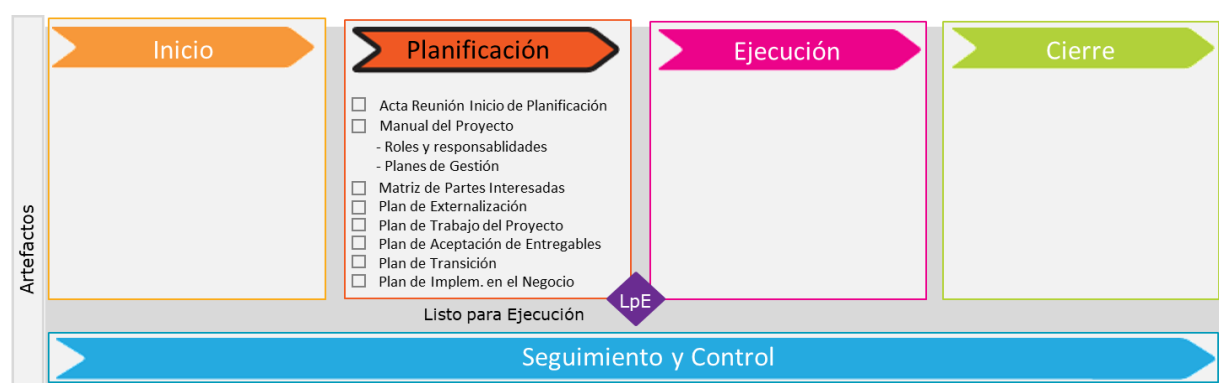 Inicio
Planificación
Ejecución
Cierre
Acta Reunión Inicio de Planificación
Manual del Proyecto
- Roles y responsablidades
- Planes de Gestión
Matriz de Partes Interesadas
Plan de Externalización
Plan de Trabajo del Proyecto
Plan de Aceptación de Entregables
Plan de Transición
Plan de Implem. en el Negocio
Artefactos
LpE
Listo para Ejecución
Seguimiento y Control